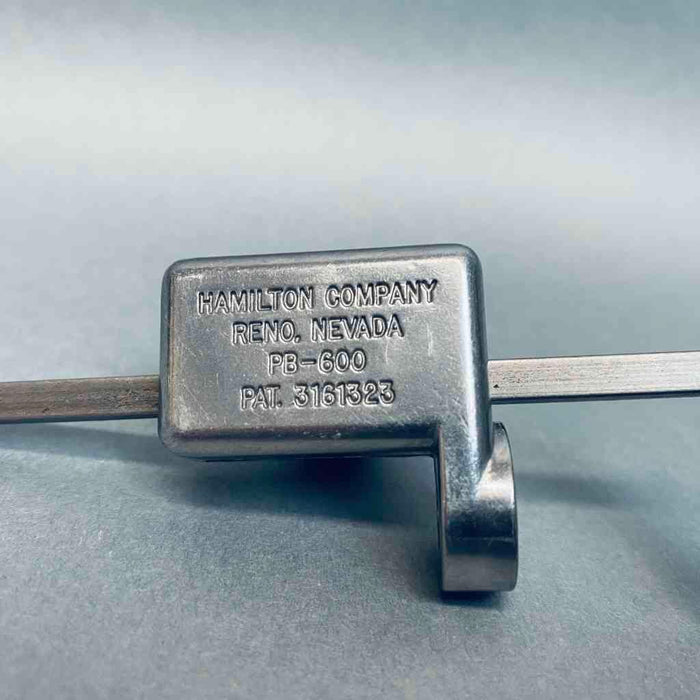 HAMILTON COMPANY
RENO, NEVADA
PB-600
PAT. 3161323